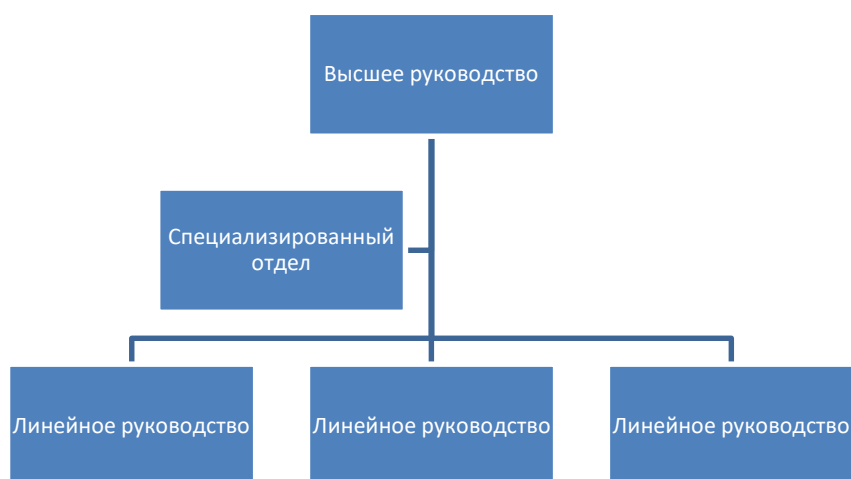 Высшее руководство
Специализированный
отдел
Линейное руководство
Линейное руководство
Линейное руководство